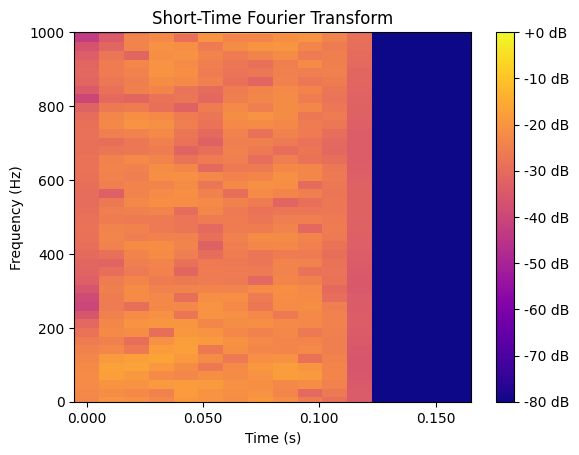 Short-Time Fourier Transform
Frequency (Hz)
1000
800
600
400
200
0
0.000
0.050
0.100
0.150
Time (s)
+0 dB
-10 dB
-20 dB
-30 dB
-40 dB
-50 dB
-60 dB
-70 dB
-80 dB